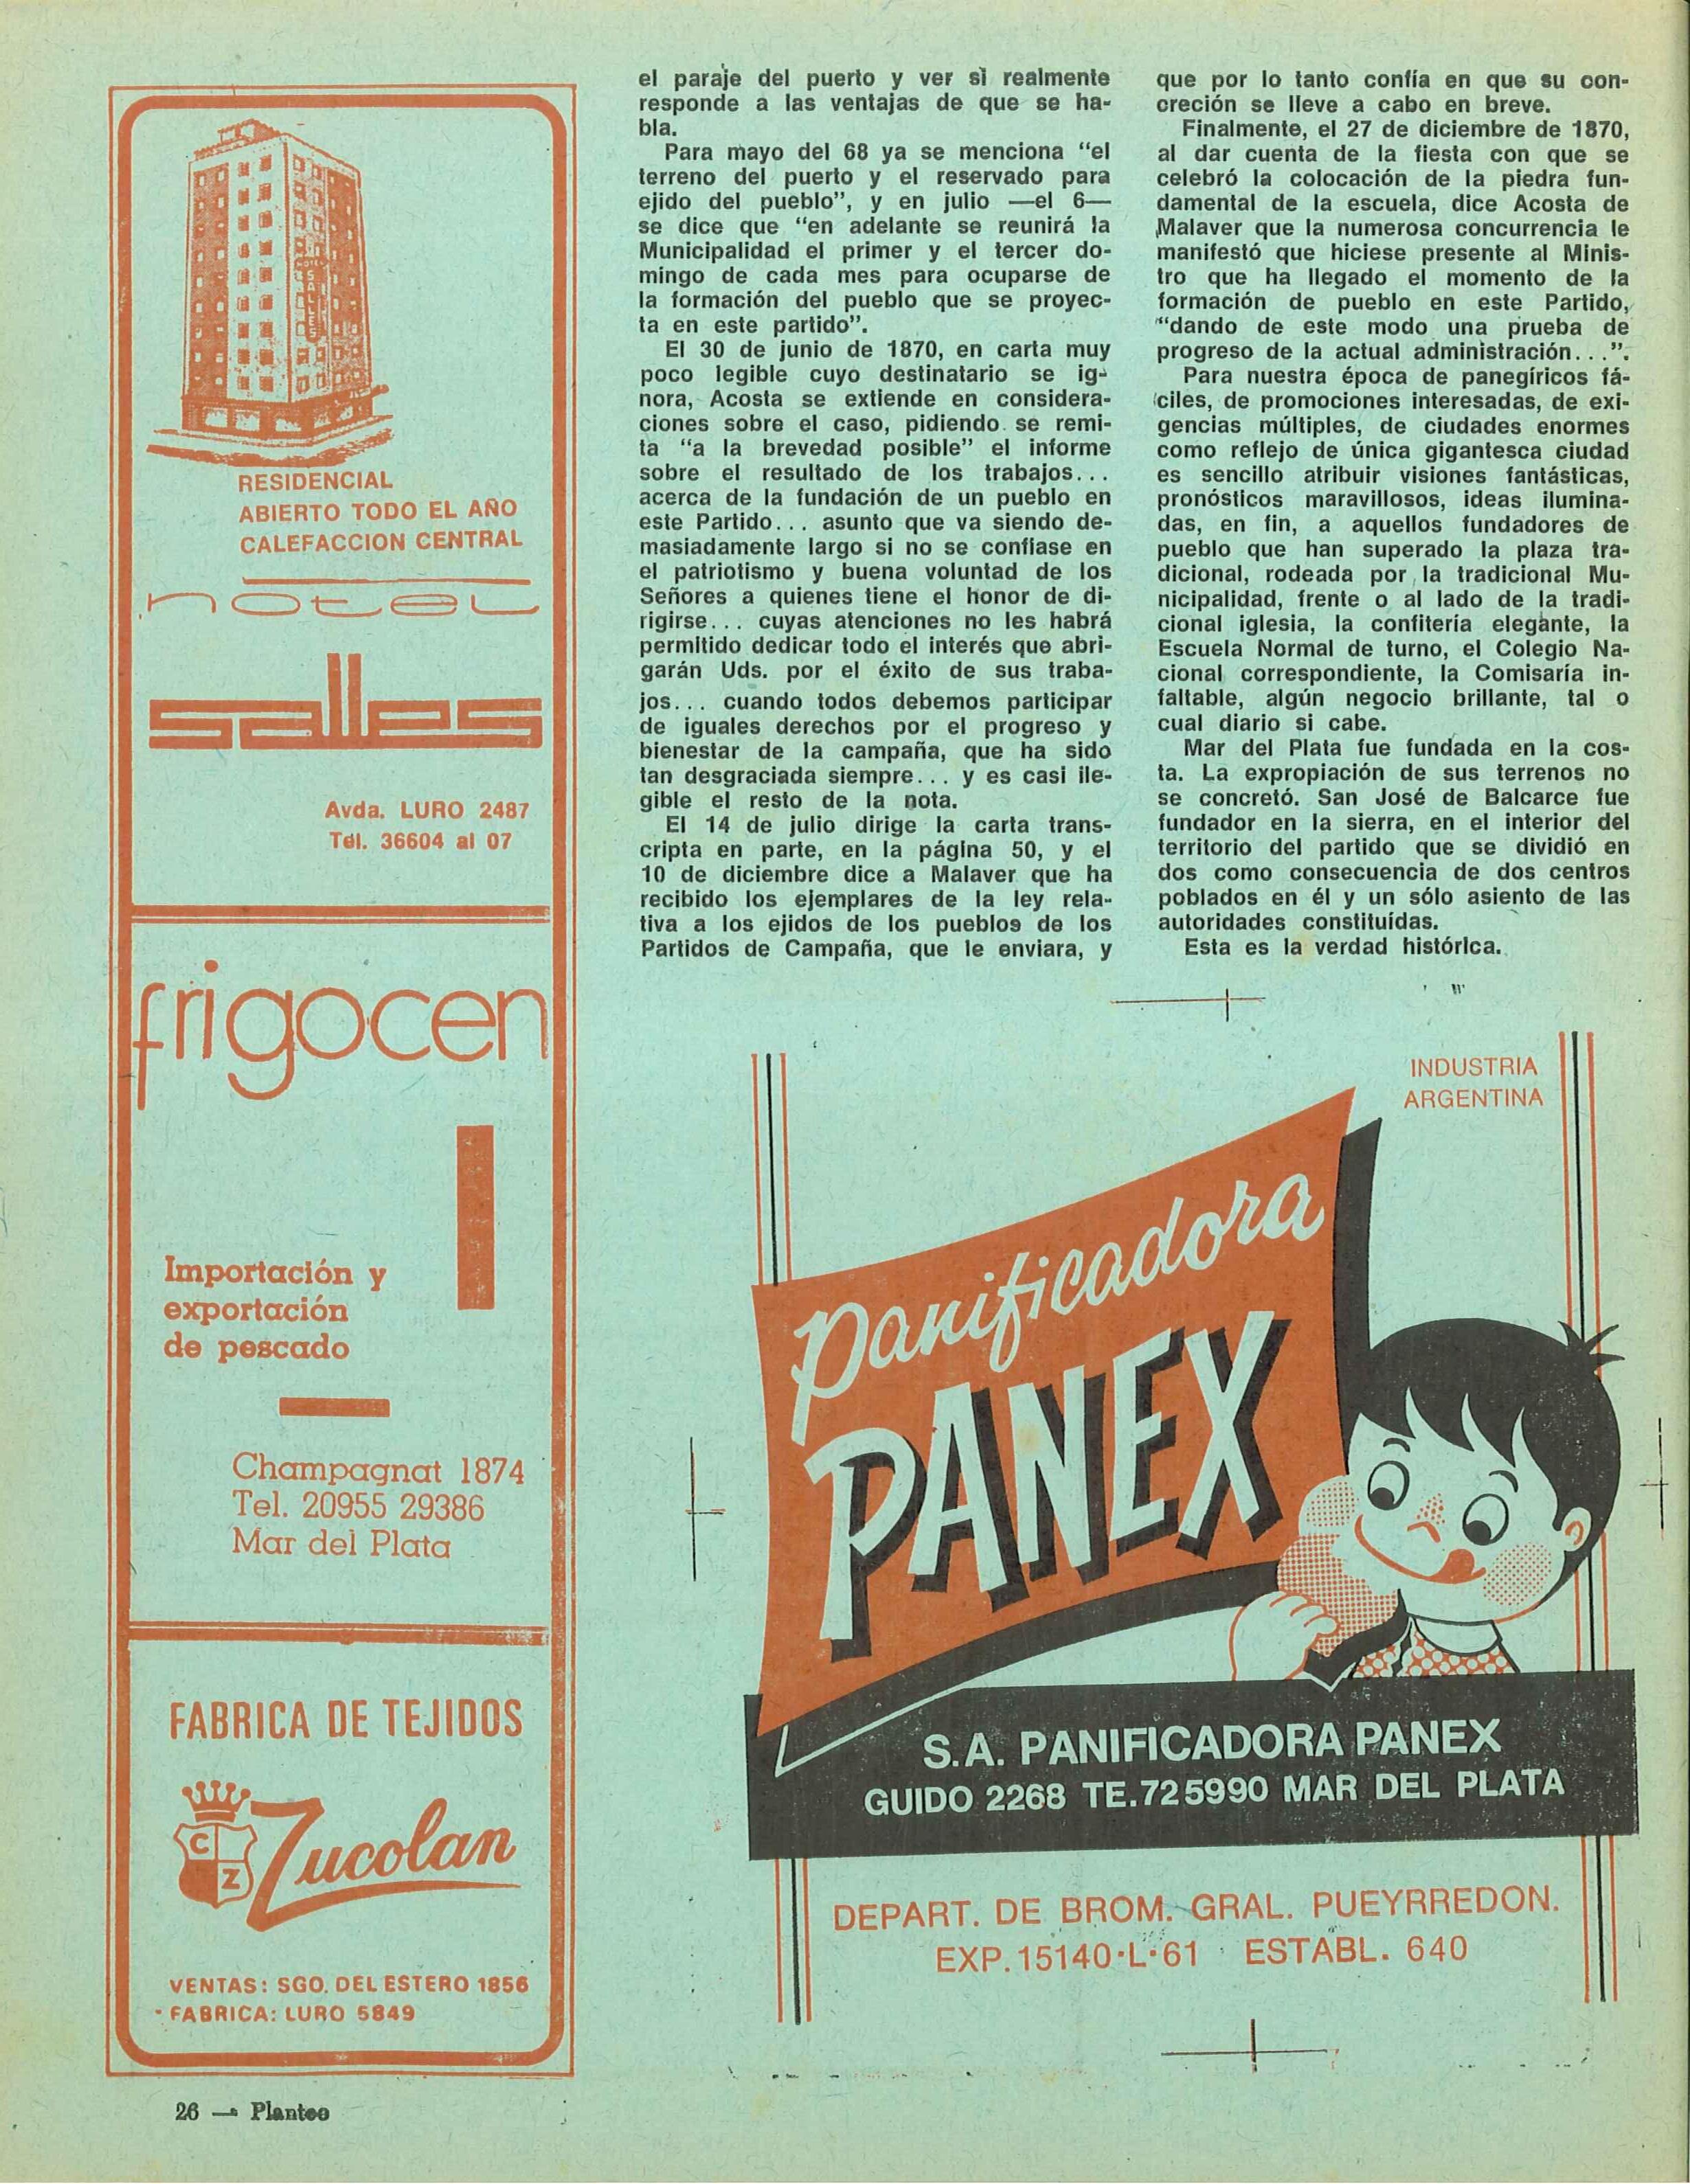 RESIDENCIAL
ABIERTO TODO EL AÑO
CALEFACCION CENTRAL
hotel
salles
Avda. LURO 2487
Tel. 36604 al 07
HOTEL
SALLES
frigocen
Importación y
exportación
de pescado
Champagnat 1874
Tel. 20955 29386
Mar del Plata
FABRICA DE TEJIDOS
C
Z
Zucolan
VENTAS: SGO. DEL ESTERO 1856
FABRICA: LURO 5849
el paraje del puerto y ver si realmente
responde a las ventajas de que se ha-
bla.
Para mayo del 68 ya se menciona “el
terreno del puerto y el reservado para
ejido del pueblo”, y en julio —el 6—
se dice que “en adelante se reunirá la
Municipalidad el primer y el tercer do-
mingo de cada mes para ocuparse de
la formación del pueblo que se proyec-
ta en este partido”.
El 30 de junio de 1870, en carta muy
poco legible cuyo destinatario se ig-
nora, Acosta se extiende en considera-
ciones sobre el caso, pidiendo se remi-
ta “a la brevedad posible” el informe
sobre el resultado de los trabajos...
acerca de la fundación de un pueblo en
este Partido... asunto que va siendo de-
masiadamente largo si no se confiase en
el patriotismo y buena voluntad de los
Señores a quienes tiene el honor de di-
rigirse... cuyas atenciones no les habrá
permitido dedicar todo el interés que abri-
garán Uds. por el éxito de sus traba-
jos... cuando todos debemos participar
de iguales derechos por el progreso y
bienestar de la campaña, que ha sido
tan desgraciada siempre... y es casi ile-
gible el resto de la nota.
El 14 de julio dirige la carta trans-
cripta en parte, en la página 50, y el
10 de diciembre dice a Malaver que ha
recibido los ejemplares de la ley rela-
tiva a los ejidos de los pueblos de los
Partidos de Campaña, que le enviara, y
que por lo tanto confía en que su con-
creción se lleve a cabo en breve.
Finalmente, el 27 de diciembre de 1870,
al dar cuenta de la fiesta con que se
celebró la colocación de la piedra fun-
damental de la escuela, dice Acosta de
Malaver que la numerosa concurrencia le
manifestó que hiciese presente al Minis-
tro que ha llegado el momento de la
formación de pueblo en este Partido,
“dando de este modo una prueba de
progreso de la actual administración...”.
Para nuestra época de panegíricos fá-
ciles, de promociones interesadas, de exi-
gencias múltiples, de ciudades enormes
como reflejo de única gigantesca ciudad
es sencillo atribuir visiones fantásticas,
pronósticos maravillosos, ideas ilumina-
das, en fin, a aquellos fundadores de
pueblo que han superado la plaza tra-
dicional, rodeada por la tradicional Mu-
nicipalidad, frente o al lado de la tradi-
cional iglesia, la confitería elegante, la
Escuela Normal de turno, el Colegio Na-
cional correspondiente, la Comisaría in-
faltable, algún negocio brillante, tal o
cual diario si cabe.
Mar del Plata fue fundada en la cos-
ta. La expropiación de sus terrenos no
se concretó. San José de Balcarce fue
fundador en la sierra, en el interior del
territorio del partido que se dividió en
dos como consecuencia de dos centros
poblados en él y un sólo asiento de las
autoridades constituídas.
Esta es la verdad histórica.
INDUSTRIA
ARGENTINA
Panificadora
PANEX
S.A. PANIFICADORA PANEX
GUIDO 2268 TE.725990 MAR DEL PLATA
DEPART. DE BROM. GRAL. PUEYRREDON.
EXP.15140·L·61 ESTABL. 640
26 — Planteo